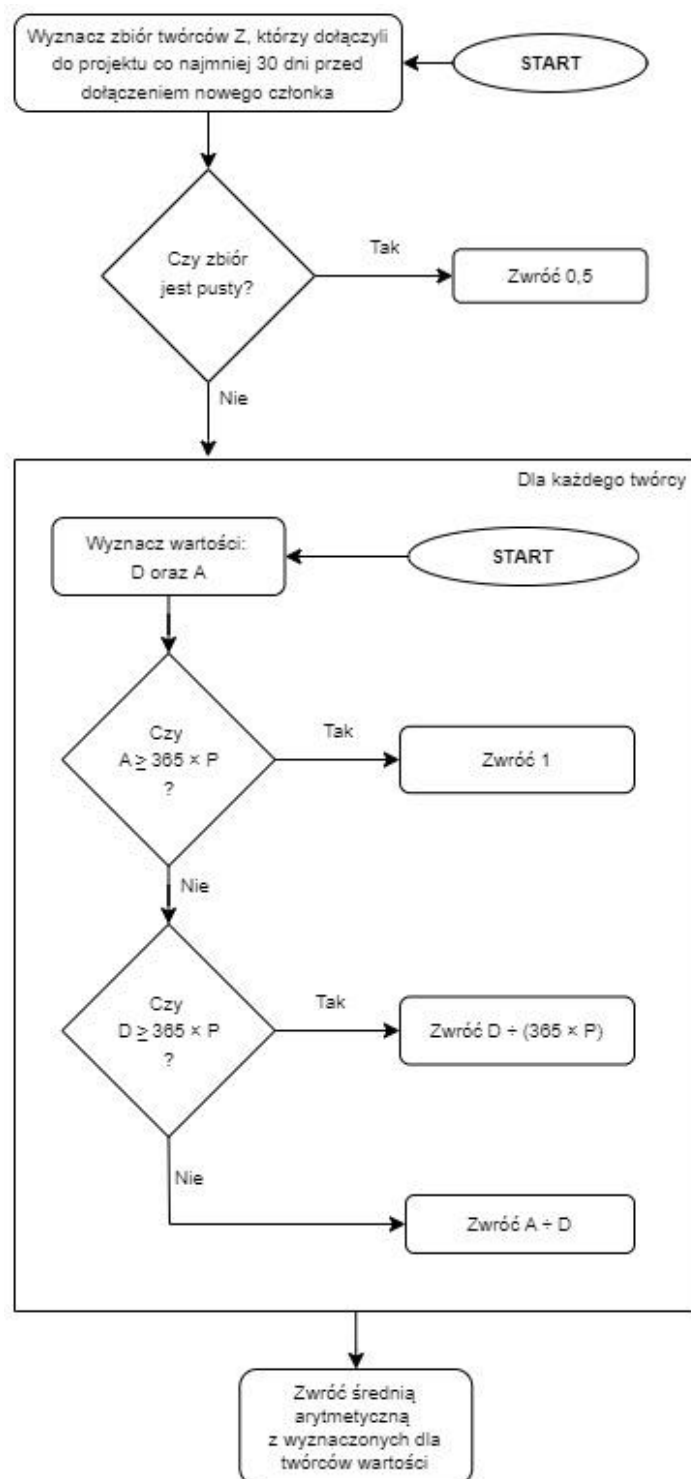 Wyznacz zbiór twórców Z, którzy dołączyli
do projektu co najmniej 30 dni przed
dołączeniem nowego członka
START
Czy zbiór
jest pusty?
Tak
Zwróć 0,5
Nie
Dla każdego twórcy
Wyznacz wartości:
D oraz A
START
Czy
A ≥ 365 × P
?
Tak
Zwróć 1
Nie
Czy
D ≥ 365 × P
?
Tak
Zwróć D ÷ (365 × P)
Nie
Zwróć A ÷ D
Zwróć średnią
arytmetyczną
z wyznaczonych dla
twórców wartości